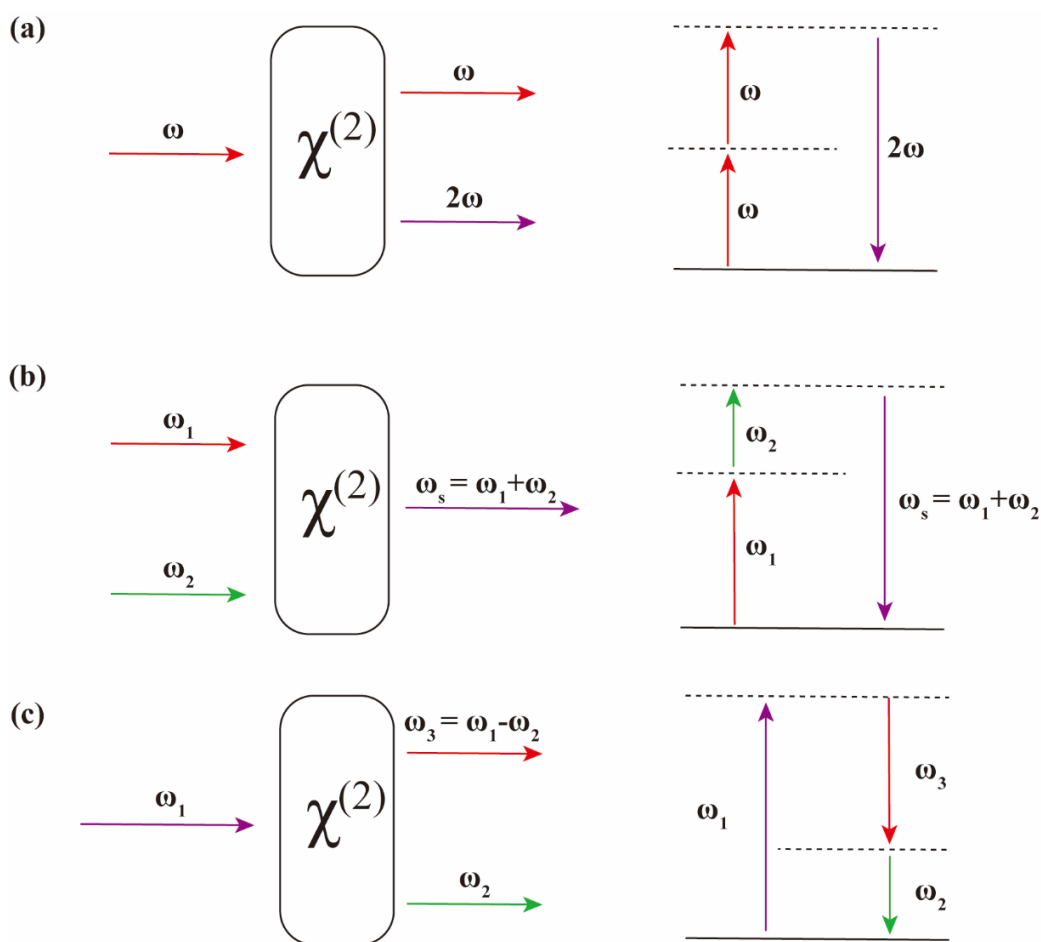 (a)
ω
χ(2)
ω
2ω
ω
ω
2ω
(b)
ω1
ω2
χ(2)
ωs = ω1+ω2
ω2
ω1
ωs = ω1+ω2
(c)
ω1
χ(2)
ω3 = ω1-ω2
ω2
ω1
ω3
ω2